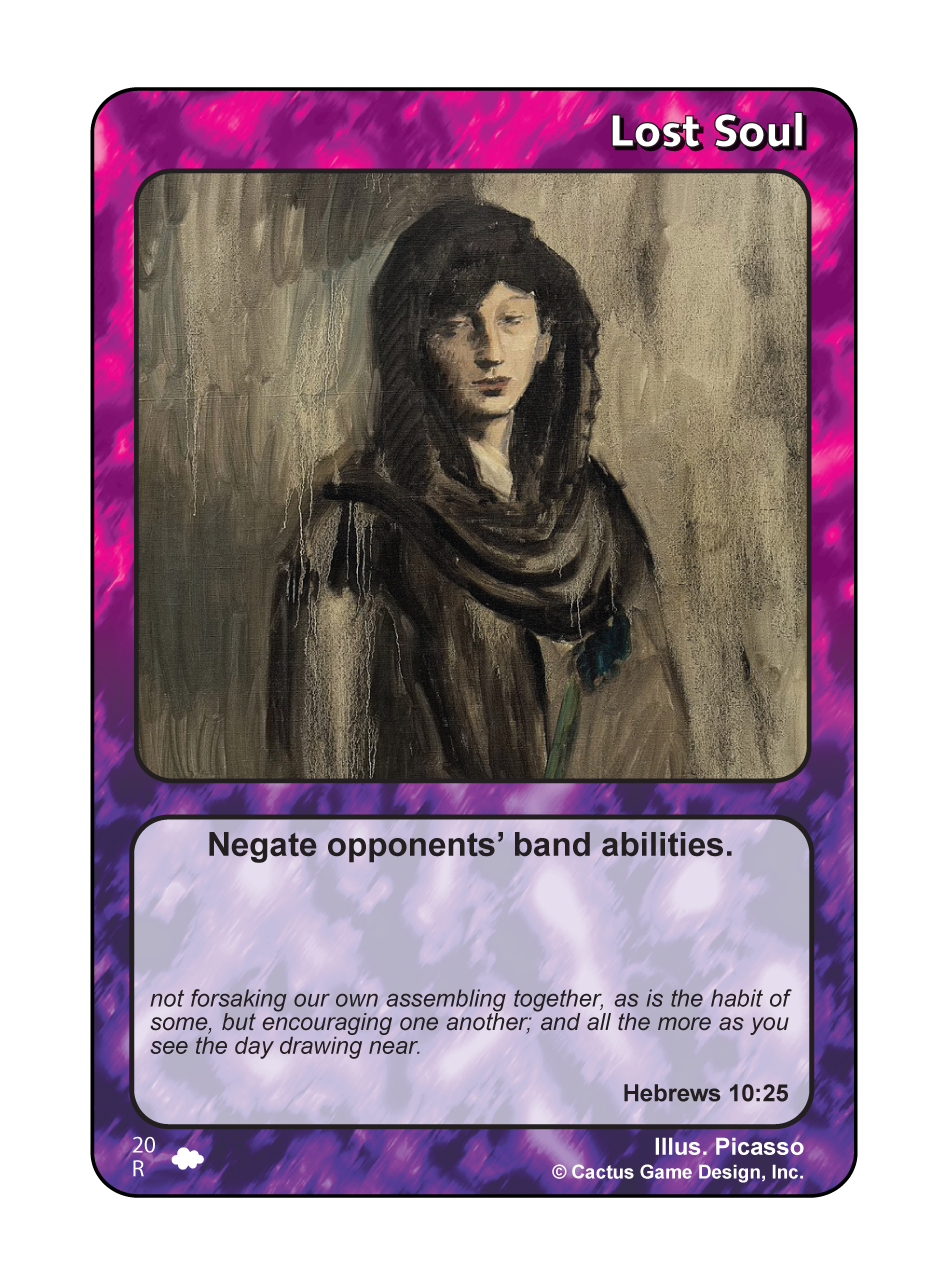 Lost Soul
Negate opponents’ band abilities.
not forsaking our own assembling together, as is the habit of
some, but encouraging one another; and all the more as you
see the day drawing near.
Hebrews 10:25
20
R
Illus. Picasso
© Cactus Game Design, Inc.